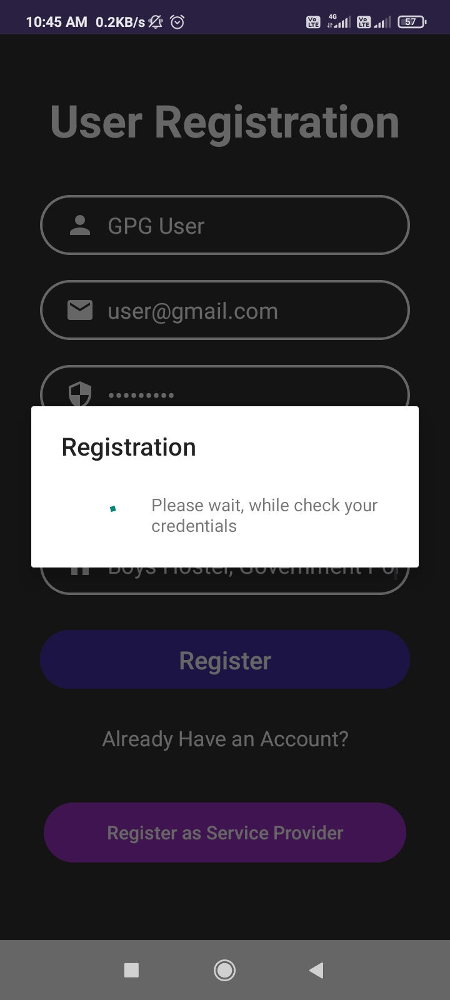 10:45 AM 0.2KB/s Vo LTE 4G Vo LTE 57
User Registration
GPG User
user@gmail.com
•••••••••
Registration
Please wait, while check your
credentials
Boys Hostel, Government Po
Register
Already Have an Account?
Register as Service Provider